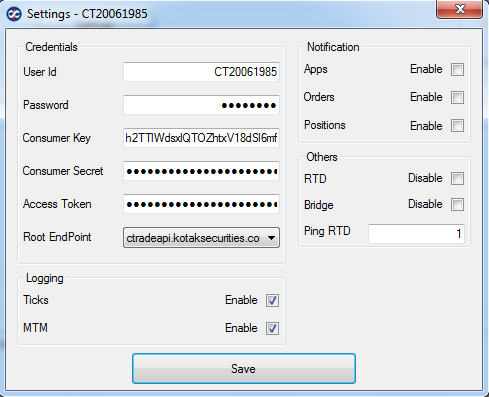 Settings - CT20061985
Credentials
User Id CT20061985
Password ●●●●●●●●
Consumer Key
Consumer Secret
Access Token
Root EndPoint ctradeapi.kotaksecurities.co
Logging
Ticks Enable
MTM Enable
Notification
Apps Enable
Orders Enable
Positions Enable
Others
RTD Disable
Bridge Disable
Ping RTD 1
Save